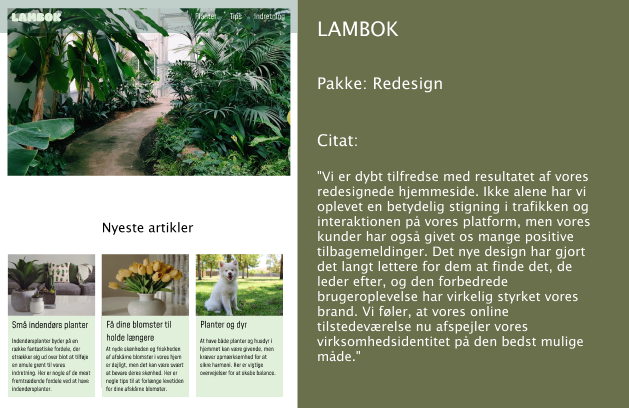 LAMBOK
Planter Tips Indretning
Nyeste artikler
Små indendørs planter
Indendørsplanter byder på en
række fantastiske fordele, der
strækker sig ud over blot at tilføje
en smule grønt til vores
indretning. Her er nogle af de mest
fremtrædende fordele ved at have
indendørsplanter.
Få dine blomster til
holde længere
At nyde skønheden og friskheden
af afskårne blomster i vores hjem
er dejligt, men det kan være svært
at bevare deres skønhed. Her er
nogle tips til at forlænge levetiden
for dine afskårne blomster.
Planter og dyr
At have både planter og husdyr i
hjemmet kan være givende, men
kræver opmærksomhed for at
sikre harmoni. Her er vigtige
overvejelser for at skabe balance.
LAMBOK
Pakke: Redesign
Citat:
"Vi er dybt tilfredse med resultatet af vores
redesignede hjemmeside. Ikke alene har vi
oplevet en betydelig stigning i trafikken og
interaktionen på vores platform, men vores
kunder har også givet os mange positive
tilbagemeldinger. Det nye design har gjort
det langt lettere for dem at finde det, de
leder efter, og den forbedrede
brugeroplevelse har virkelig styrket vores
brand. Vi føler, at vores online
tilstedeværelse nu afspejler vores
virksomhedsidentitet på den bedst mulige
måde."